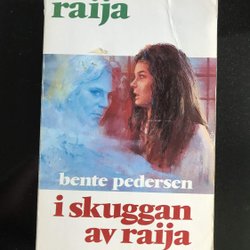 raija
bente pedersen
i skuggan
av raija